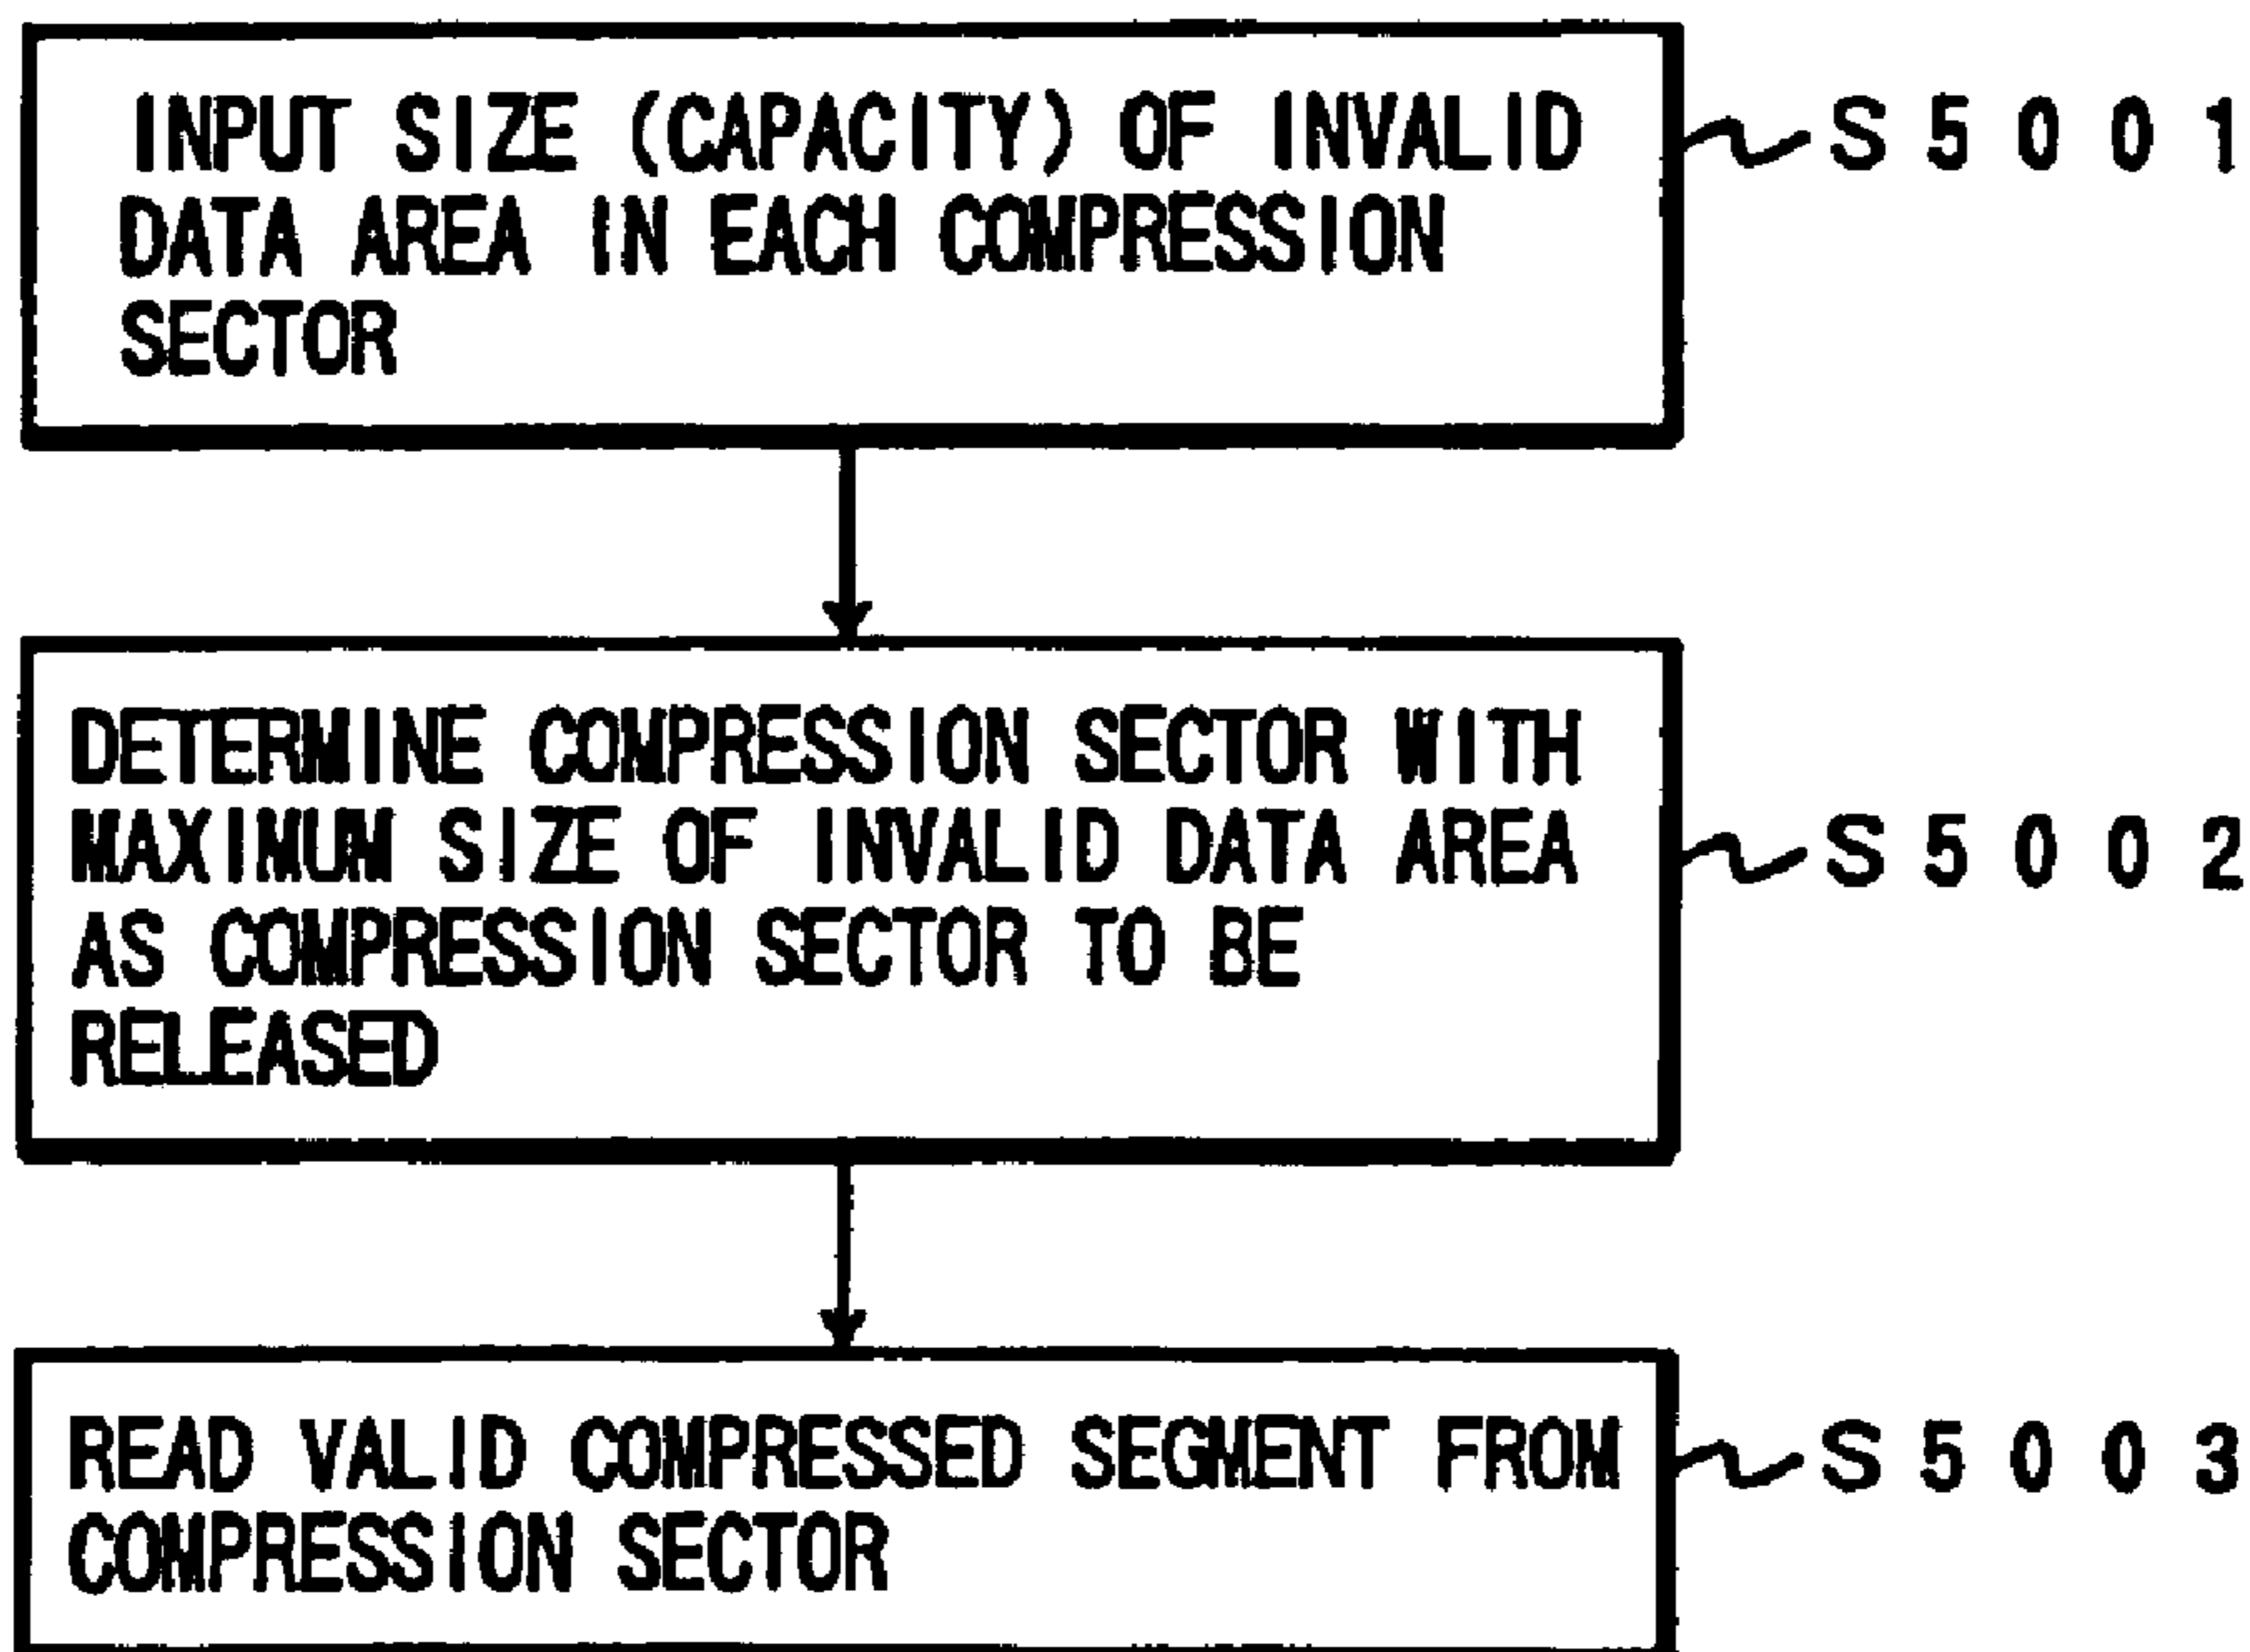 INPUT SIZE (CAPACITY) OF INVALID
DATA AREA IN EACH COMPRESSION
SECTOR
S5001
DETERMINE COMPRESSION SECTOR WITH
MAXIMUM SIZE OF INVALID DATA AREA
AS COMPRESSION SECTOR TO BE
RELEASED
S5002
READ VALID COMPRESSED SEGMENT FROM
COMPRESSION SECTOR
S5003